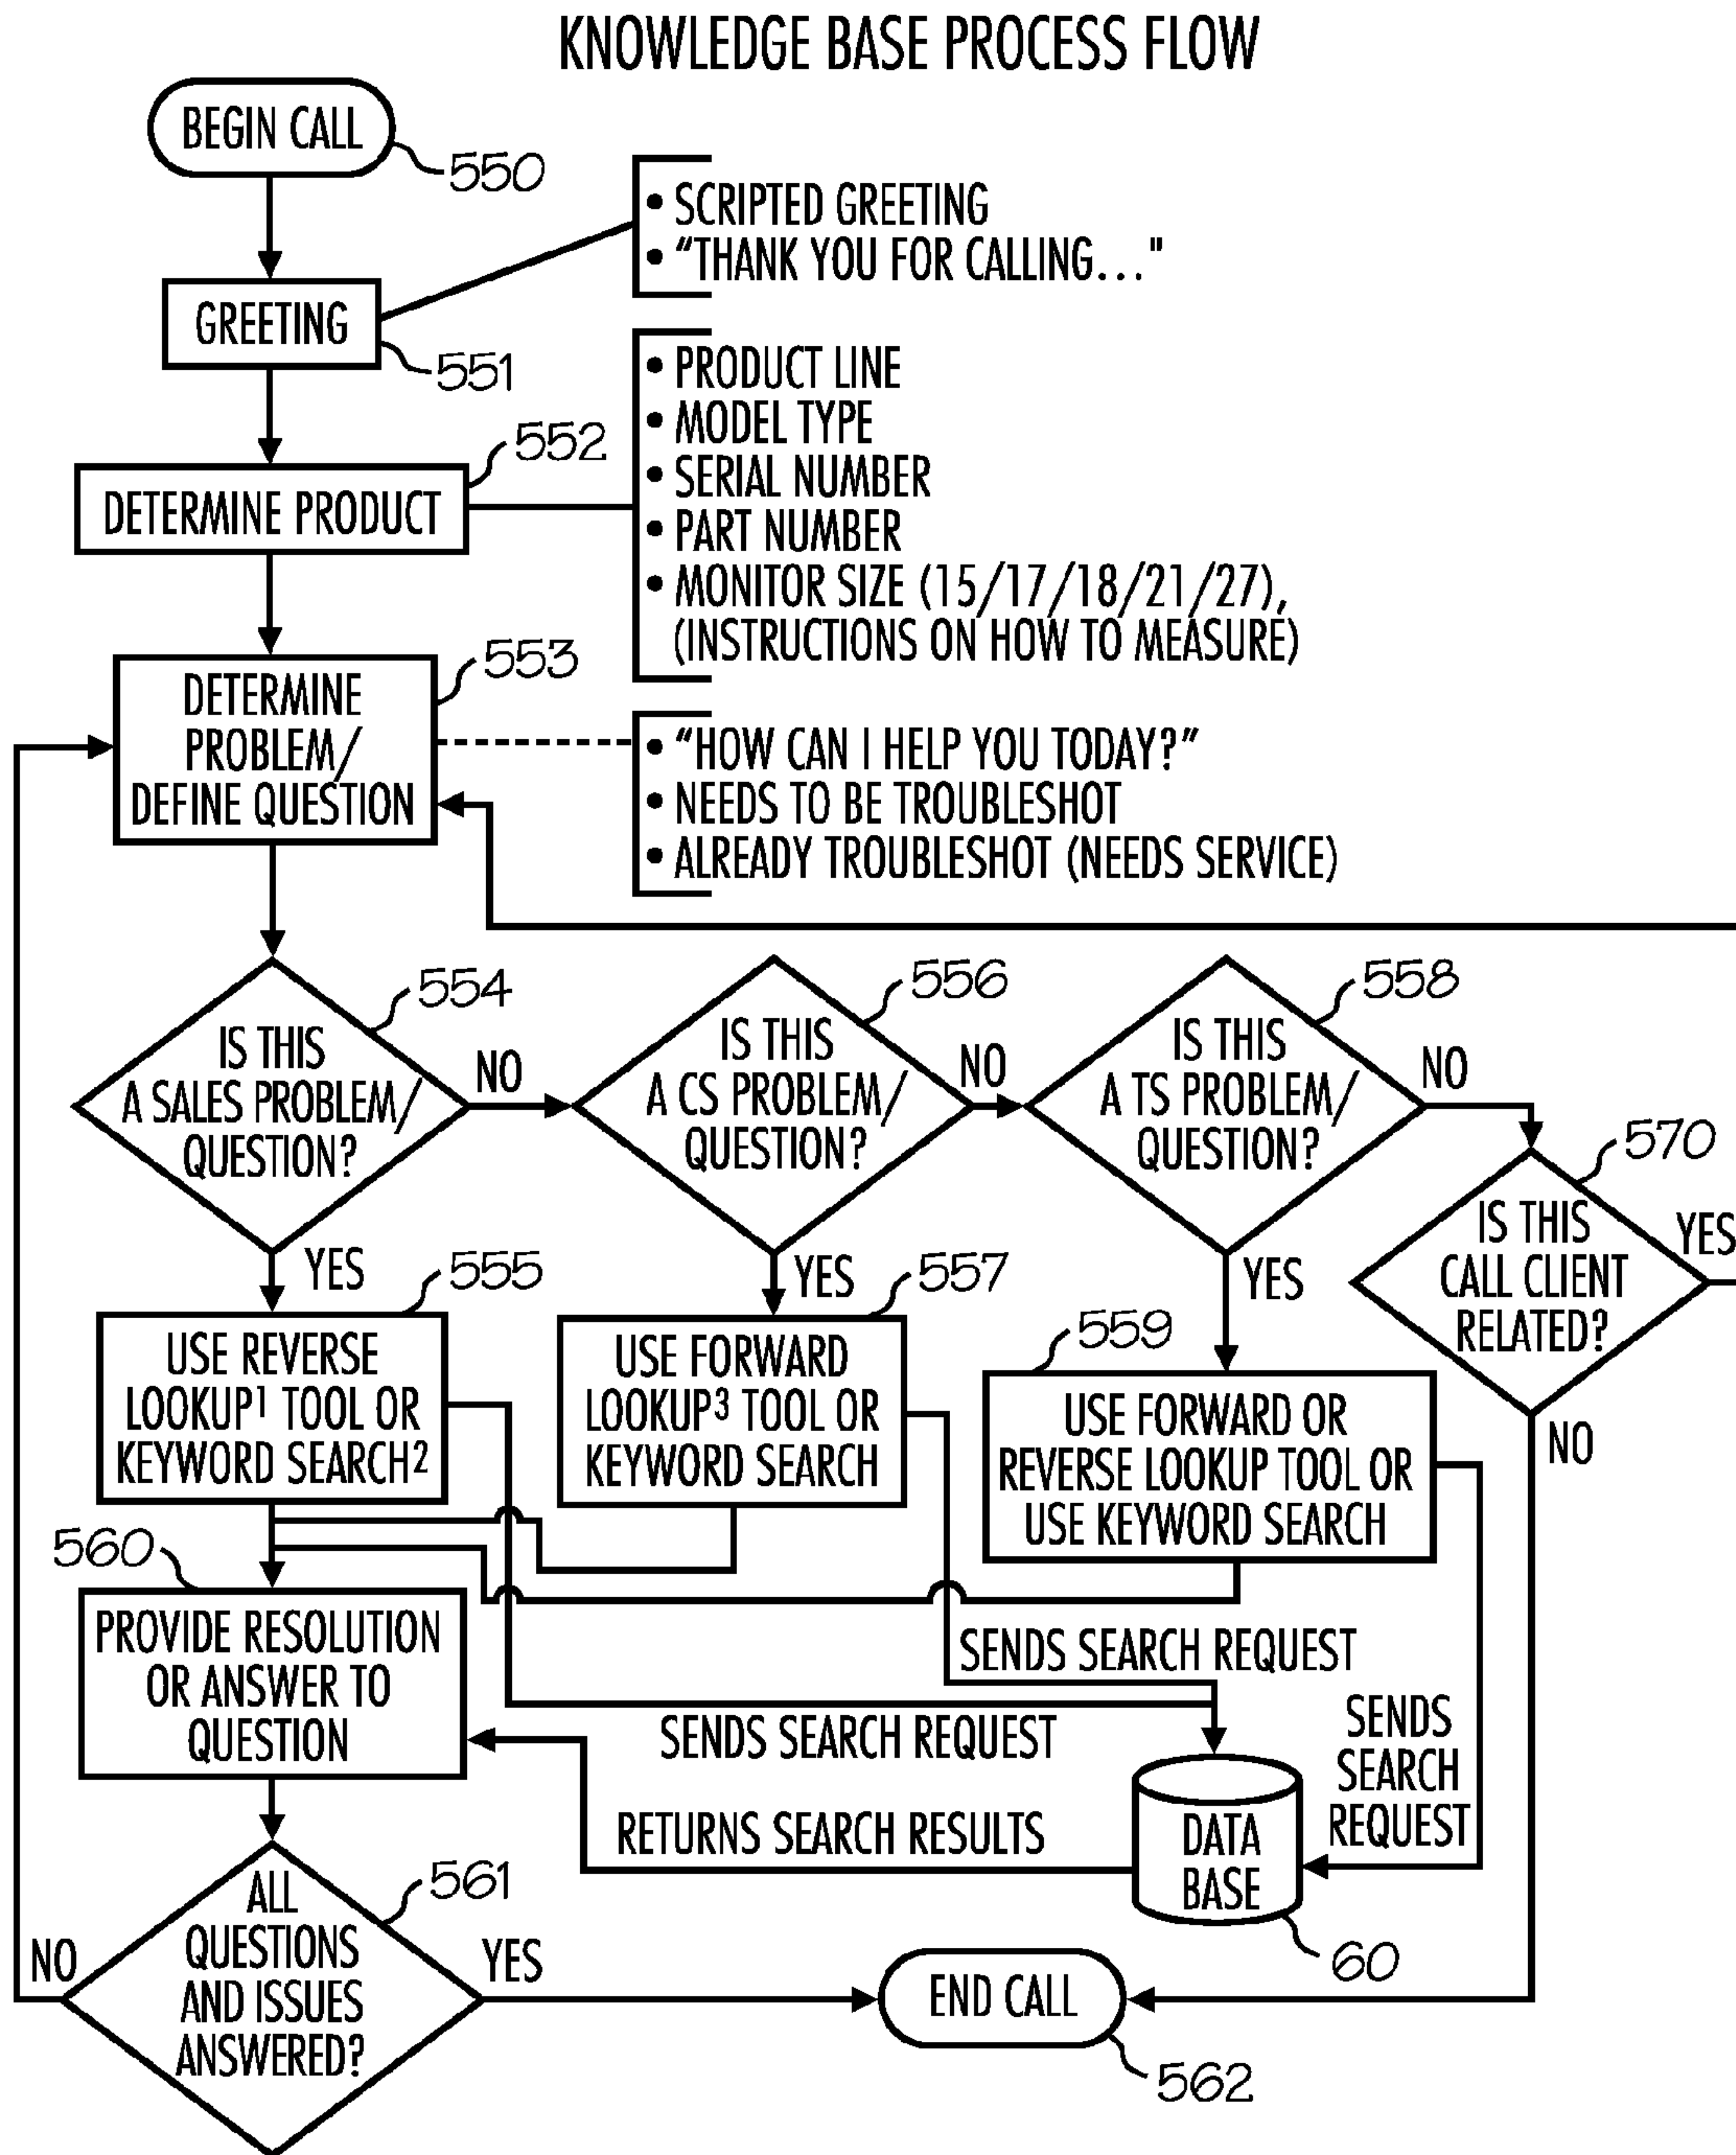 KNOWLEDGE BASE PROCESS FLOW
BEGIN CALL
550
• SCRIPTED GREETING
• “THANK YOU FOR CALLING..."
GREETING
551
• PRODUCT LINE
• MODEL TYPE
• SERIAL NUMBER
• PART NUMBER
• MONITOR SIZE (15/17/18/21/27),
(INSTRUCTIONS ON HOW TO MEASURE)
552
DETERMINE PRODUCT
553
DETERMINE
PROBLEM/
DEFINE QUESTION
• “HOW CAN I HELP YOU TODAY?”
• NEEDS TO BE TROUBLESHOT
• ALREADY TROUBLESHOT (NEEDS SERVICE)
554
IS THIS
A SALES PROBLEM/
QUESTION?
NO
YES
556
IS THIS
A CS PROBLEM/
QUESTION?
NO
YES
558
IS THIS
A TS PROBLEM/
QUESTION?
NO
YES
570
IS THIS
CALL CLIENT
RELATED?
YES
NO
555
USE REVERSE
LOOKUP¹ TOOL OR
KEYWORD SEARCH²
557
USE FORWARD
LOOKUP³ TOOL OR
KEYWORD SEARCH
559
USE FORWARD OR
REVERSE LOOKUP TOOL OR
USE KEYWORD SEARCH
560
PROVIDE RESOLUTION
OR ANSWER TO
QUESTION
SENDS SEARCH REQUEST
SENDS SEARCH REQUEST
SENDS
SEARCH
REQUEST
RETURNS SEARCH RESULTS
DATA
BASE
60
561
ALL
QUESTIONS
AND ISSUES
ANSWERED?
NO
YES
END CALL
562